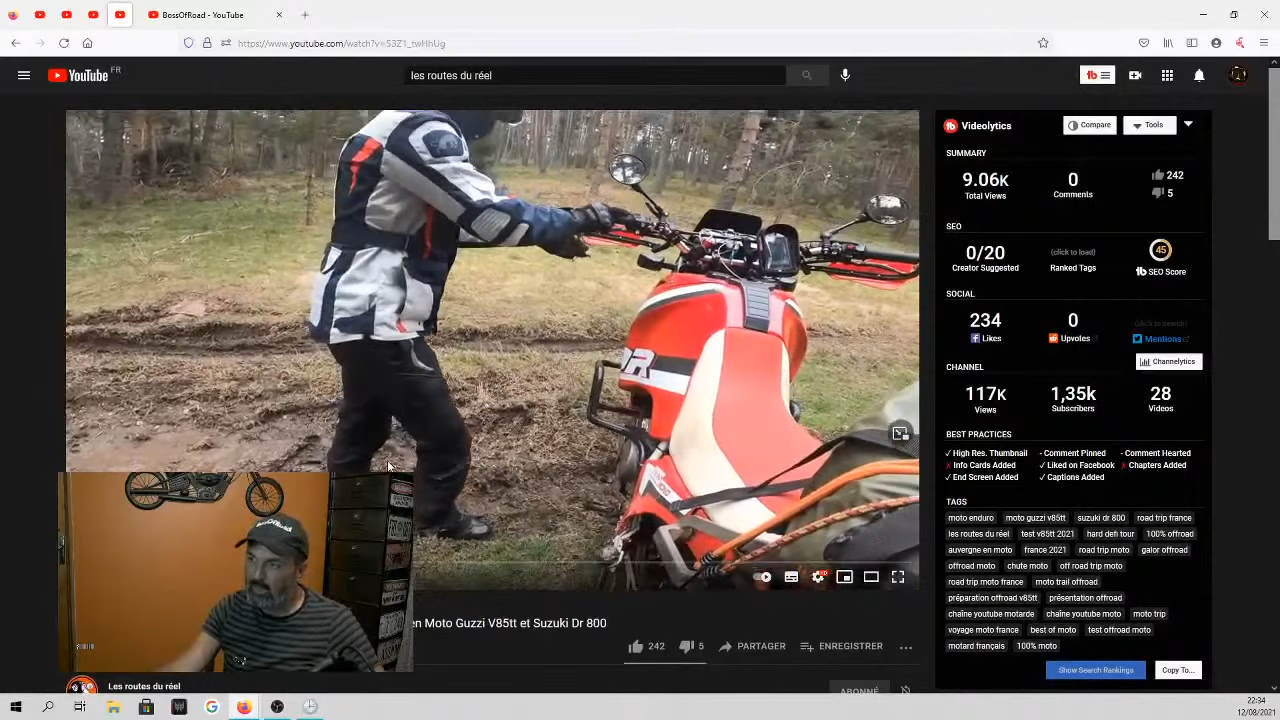 BossOfRoad - YouTube
https://www.youtube.com/watch?v=S3Z1_twHhUg
YouTube FR
les routes du réel
Videolytics
Compare
Tools
SUMMARY
9.06K
Total Views
0
Comments
242
5
SEO
0/20
Creator Suggested
(click to load)
Ranked Tags
45
SEO Score
SOCIAL
234
Likes
0
Upvotes
(click to search)
Mentions
CHANNEL
Channelytics
117K
Views
1,35k
Subscribers
28
Videos
BEST PRACTICES
✓ High Res. Thumbnail - Comment Pinned - Comment Hearted
✗ Info Cards Added ✓ Liked on Facebook ✗ Chapters Added
✓ End Screen Added ✓ Captions Added
TAGS
moto enduro moto guzzi v85tt suzuki dr 800 road trip france
les routes du réel test v85tt 2021 hard defi tour 100% offroad
auvergne en moto france 2021 road trip moto galor offroad
offroad moto chute moto off road trip moto
road trip moto france moto trail offroad
préparation offroad v85tt présentation offroad
chaîne youtube motarde chaîne youtube moto moto trip
voyage moto france best of moto test offroad moto
motard français 100% moto
Show Search Rankings
Copy To...
en Moto Guzzi V85tt et Suzuki Dr 800
242
5
PARTAGER
ENREGISTRER
Les routes du réel
ABONNÉ
BossOfRoad
22:34
12/08/2021